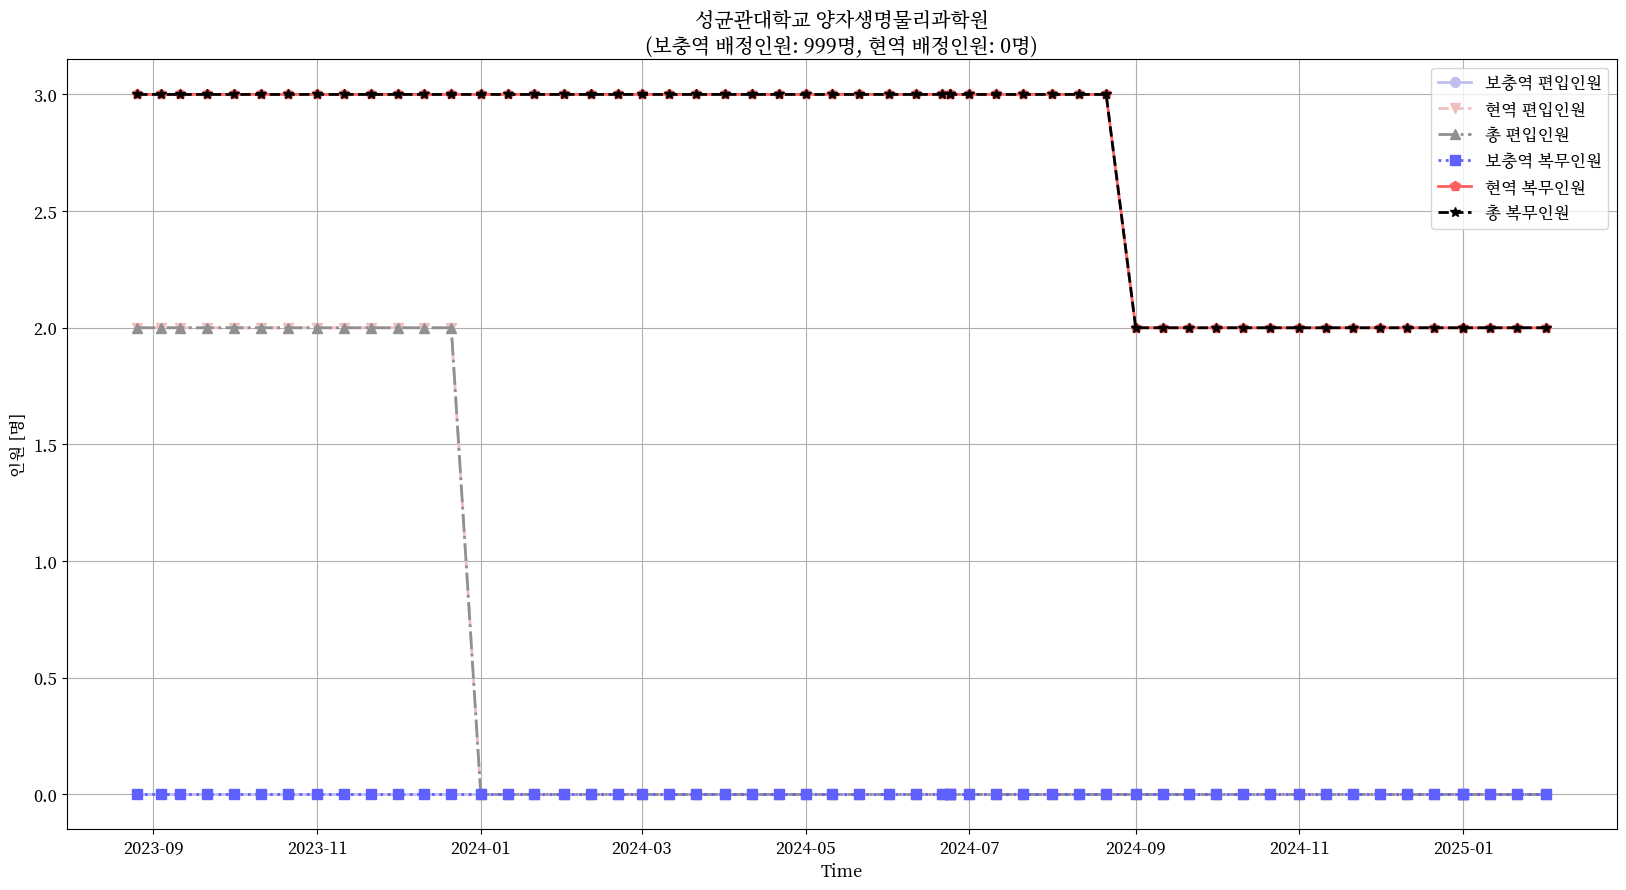 성균관대학교 양자생명물리과학원
(보충역 배정인원: 999명, 현역 배정인원: 0명)
보충역 편입인원
현역 편입인원
총 편입인원
보충역 복무인원
현역 복무인원
총 복무인원
인원 [명]
3.0
2.5
2.0
1.5
1.0
0.5
0.0
2023-09 2023-11 2024-01 2024-03 2024-05 2024-07 2024-09 2024-11 2025-01
Time